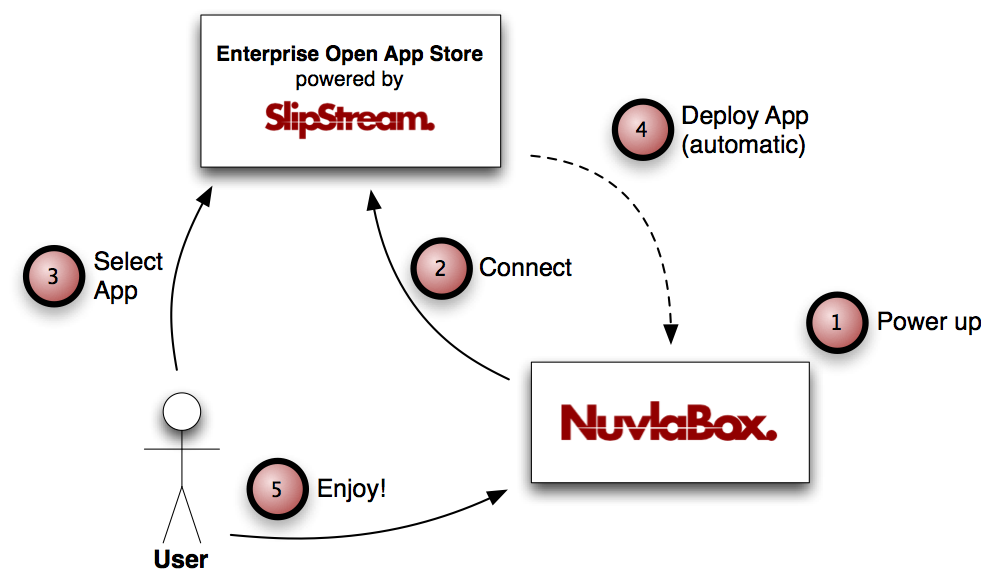 Enterprise Open App Store
powered by
SlipStream.
4
Deploy App
(automatic)
3
Select
App
2
Connect
1
Power up
NuvlaBox.
5
Enjoy!
User